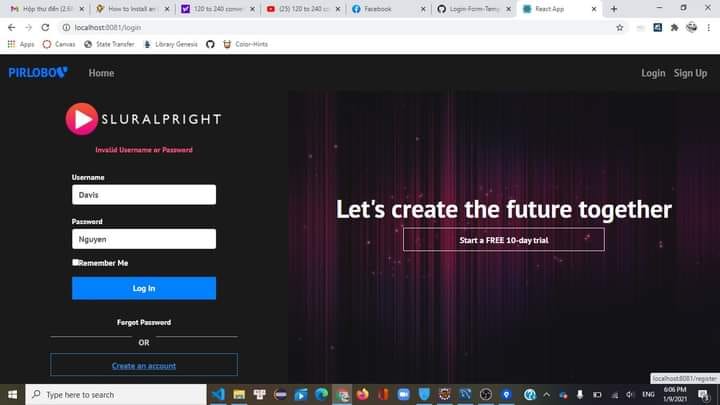 Hộp thư đến (2.6
How to Install an
120 to 240 conve
(25) 120 to 240 co
Facebook
Login-Form-Temp
React App
localhost:8081/login
Apps
Canvas
State Transfer
Library Genesis
Color-Hints
PIRLOBO
Home
Login
Sign Up
SLURALPRIGHT
Invalid Username or Password
Username
Davis
Password
Nguyen
Remember Me
Log In
Forgot Password
OR
Create an account
Let's create the future together
Start a FREE 10-day trial
localhost:8081/register
Type here to search
ENG
6:06 PM
1/9/2021